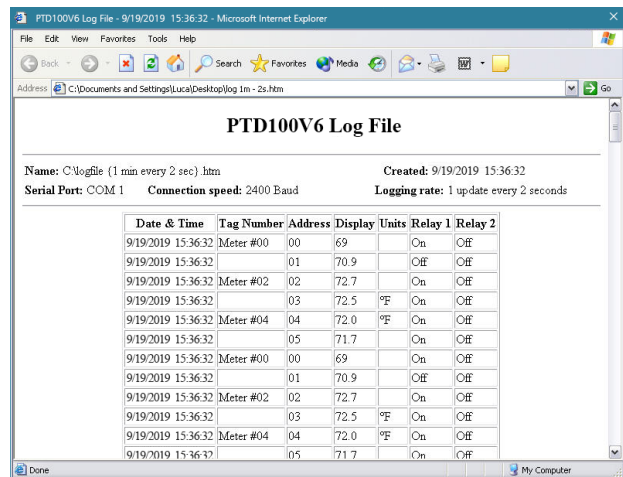 PTD100V6 Log File - 9/19/2019 15:36:32 - Microsoft Internet Explorer
File Edit View Favorites Tools Help
Back Search Favorites Media
Address C:\Documents and Settings\Luca\Desktop\log 1m - 2s.htm Go
PTD100V6 Log File
Name: C:\logfile {1 min every 2 sec}.htm Created: 9/19/2019 15:36:32
Serial Port: COM 1 Connection speed: 2400 Baud Logging rate: 1 update every 2 seconds
Date & Time Tag Number Address Display Units Relay 1 Relay 2
9/19/2019 15:36:32 Meter #00 00 69 On Off
9/19/2019 15:36:32 01 70.9 Off Off
9/19/2019 15:36:32 Meter #02 02 72.7 On Off
9/19/2019 15:36:32 03 72.5 °F On Off
9/19/2019 15:36:32 Meter #04 04 72.0 °F On Off
9/19/2019 15:36:32 05 71.7 On Off
9/19/2019 15:36:32 Meter #00 00 69 On Off
9/19/2019 15:36:32 01 70.9 Off Off
9/19/2019 15:36:32 Meter #02 02 72.7 On Off
9/19/2019 15:36:32 03 72.5 °F On Off
9/19/2019 15:36:32 Meter #04 04 72.0 °F On Off
9/19/2019 15:36:32 05 71.7 On Off
Done My Computer